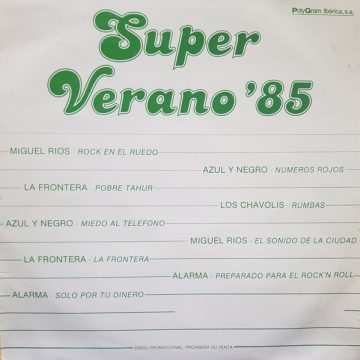 PolyGram Ibérica, s.a.
Super
Verano '85
MIGUEL RIOS - ROCK EN EL RUEDO
AZUL Y NEGRO - NUMEROS ROJOS
LA FRONTERA - POBRE TAHUR
LOS CHAVOLIS - RUMBAS
AZUL Y NEGRO - MIEDO AL TELEFONO
MIGUEL RIOS - EL SONIDO DE LA CIUDAD
LA FRONTERA - LA FRONTERA
ALARMA - PREPARADO PARA EL ROCK'N ROLL
ALARMA - SOLO POR TU DINERO
DISCO PROMOCIONAL. PROHIBIDA SU VENTA